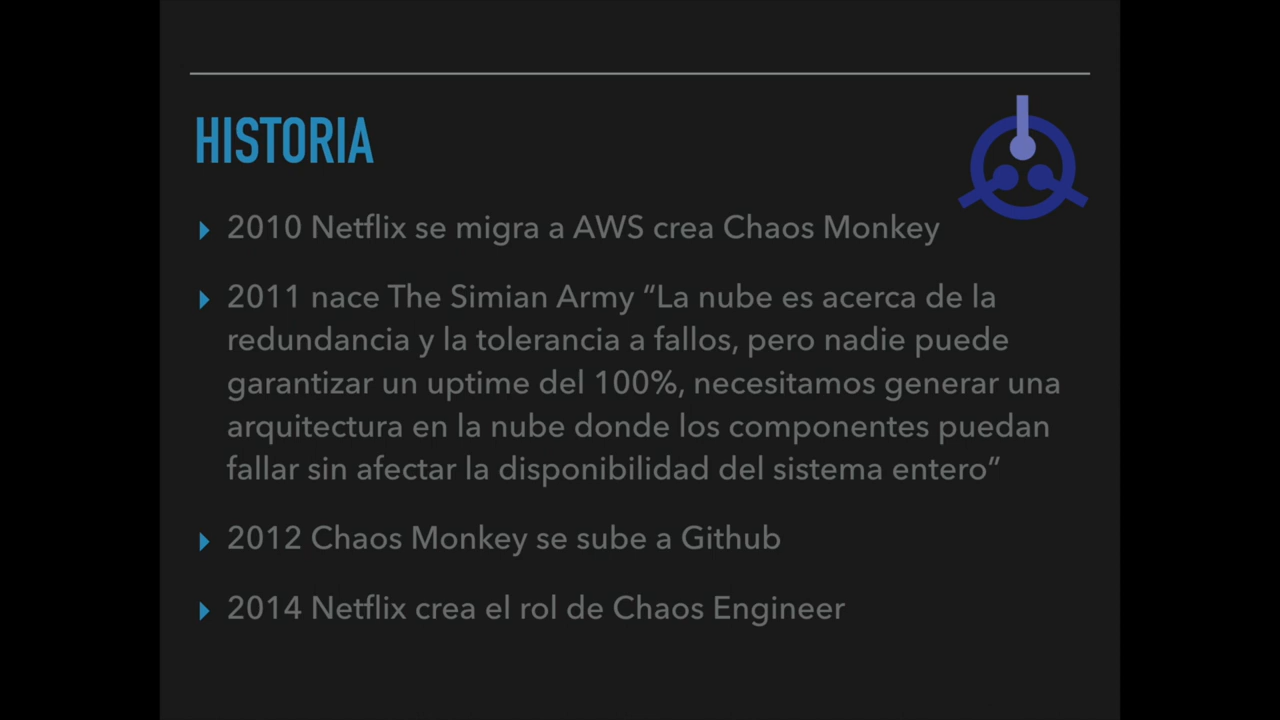 HISTORIA
2010 Netflix se migra a AWS crea Chaos Monkey
2011 nace The Simian Army “La nube es acerca de la
redundancia y la tolerancia a fallos, pero nadie puede
garantizar un uptime del 100%, necesitamos generar una
arquitectura en la nube donde los componentes puedan
fallar sin afectar la disponibilidad del sistema entero”
2012 Chaos Monkey se sube a Github
2014 Netflix crea el rol de Chaos Engineer